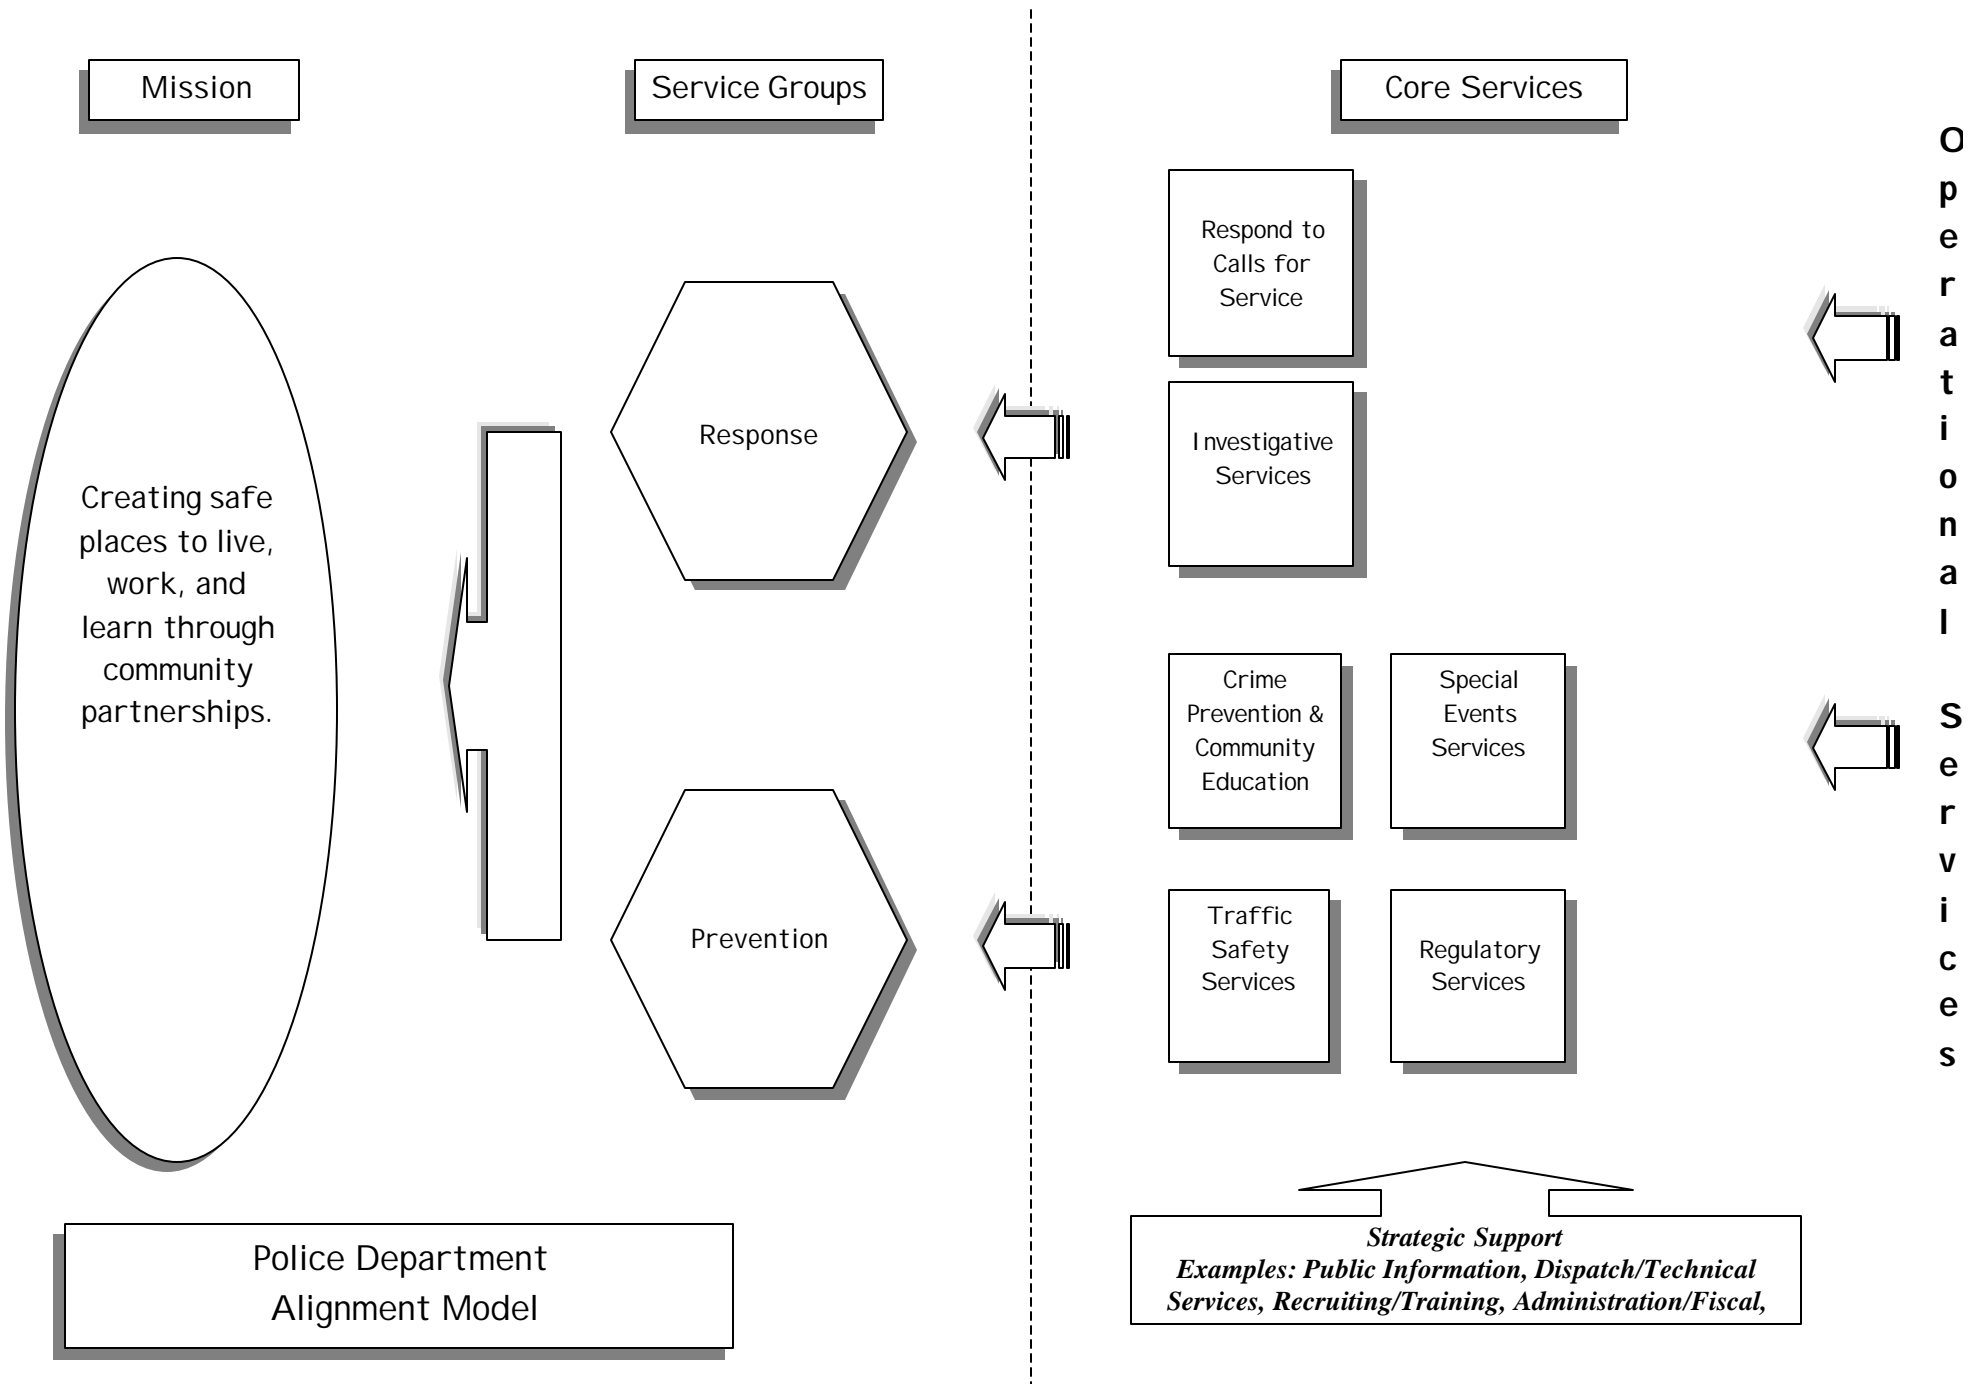 Mission
Service Groups
Core Services
Creating safe
places to live,
work, and
learn through
community
partnerships.
Response
Prevention
Respond to
Calls for
Service
Investigative
Services
Crime
Prevention &
Community
Education
Special
Events
Services
Traffic
Safety
Services
Regulatory
Services
Operational Services
Strategic Support
Examples: Public Information, Dispatch/Technical
Services, Recruiting/Training, Administration/Fiscal,
Police Department
Alignment Model